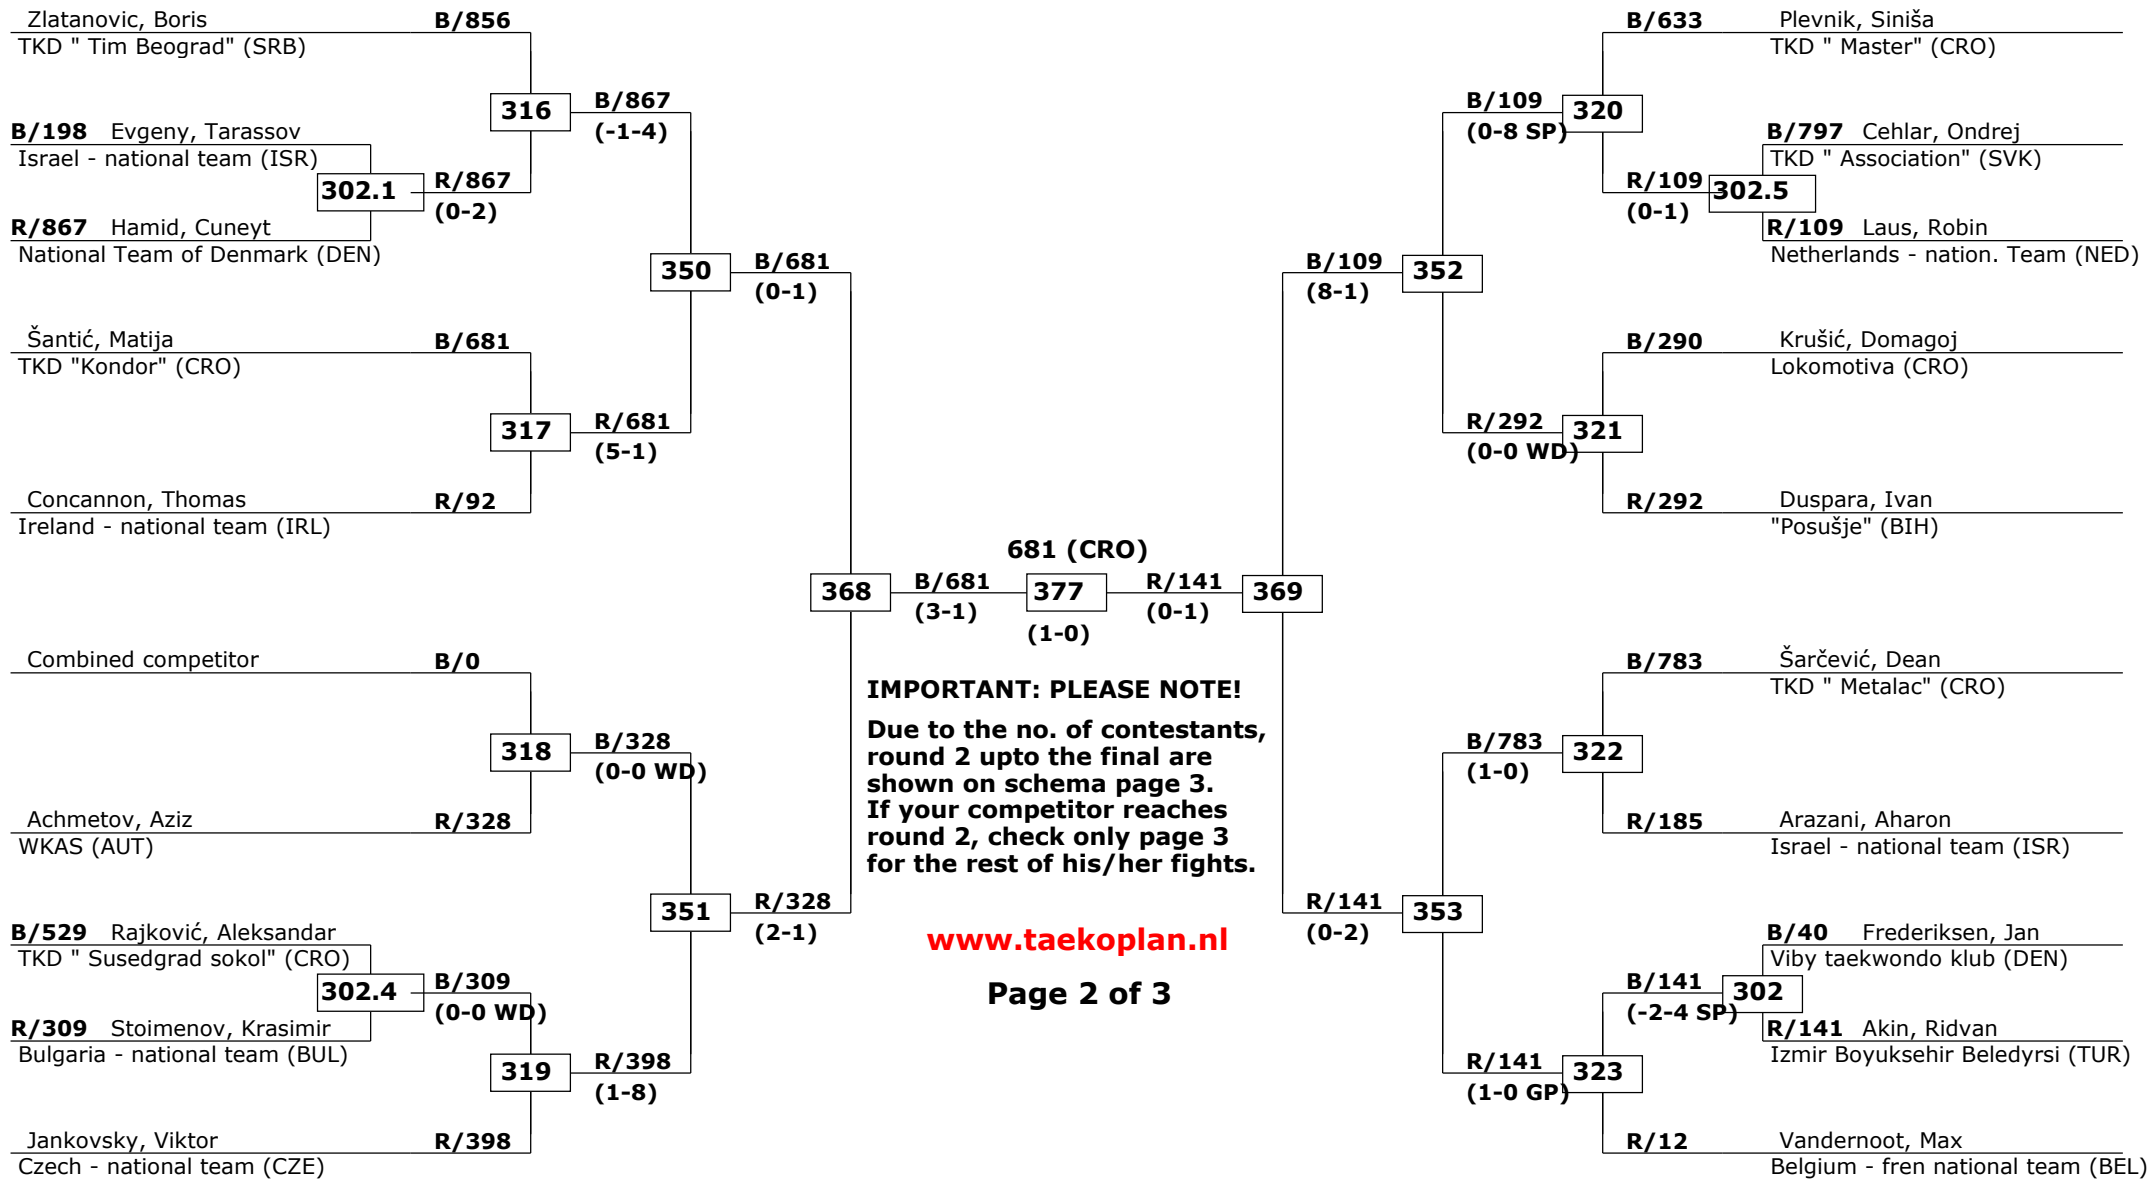 Zlatanovic, Boris
B/856
TKD " Tim Beograd" (SRB)
316
B/867
(-1-4)
B/198 Evgeny, Tarassov
Israel - national team (ISR)
302.1
R/867
(0-2)
R/867 Hamid, Cuneyt
National Team of Denmark (DEN)
350
B/681
(0-1)
Šantić, Matija
B/681
TKD "Kondor" (CRO)
317
R/681
(5-1)
Concannon, Thomas
R/92
Ireland - national team (IRL)
368
B/681
(3-1)
Combined competitor
B/0
318
B/328
(0-0 WD)
Achmetov, Aziz
R/328
WKAS (AUT)
351
R/328
(2-1)
B/529 Rajković, Aleksandar
TKD " Susedgrad sokol" (CRO)
302.4
B/309
(0-0 WD)
R/309 Stoimenov, Krasimir
Bulgaria - national team (BUL)
319
R/398
(1-8)
Jankovsky, Viktor
R/398
Czech - national team (CZE)
681 (CRO)
377
(1-0)
IMPORTANT: PLEASE NOTE!
Due to the no. of contestants,
round 2 upto the final are
shown on schema page 3.
If your competitor reaches
round 2, check only page 3
for the rest of his/her fights.
www.taekoplan.nl
Page 2 of 3
R/141
(0-1)
369
B/633
Plevnik, Siniša
TKD " Master" (CRO)
B/109
(0-8 SP)
320
B/797 Cehlar, Ondrej
TKD " Association" (SVK)
R/109
(0-1)
302.5
R/109 Laus, Robin
Netherlands - nation. Team (NED)
B/109
(8-1)
352
B/290
Krušić, Domagoj
Lokomotiva (CRO)
R/292
(0-0 WD)
321
R/292
Duspara, Ivan
"Posušje" (BIH)
B/783
Šarčević, Dean
TKD " Metalac" (CRO)
B/783
(1-0)
322
R/185
Arazani, Aharon
Israel - national team (ISR)
R/141
(0-2)
353
B/40 Frederiksen, Jan
Viby taekwondo klub (DEN)
B/141
(-2-4 SP)
302
R/141 Akin, Ridvan
Izmir Boyuksehir Beledyrsi (TUR)
R/141
(1-0 GP)
323
R/12
Vandernoot, Max
Belgium - fren national team (BEL)